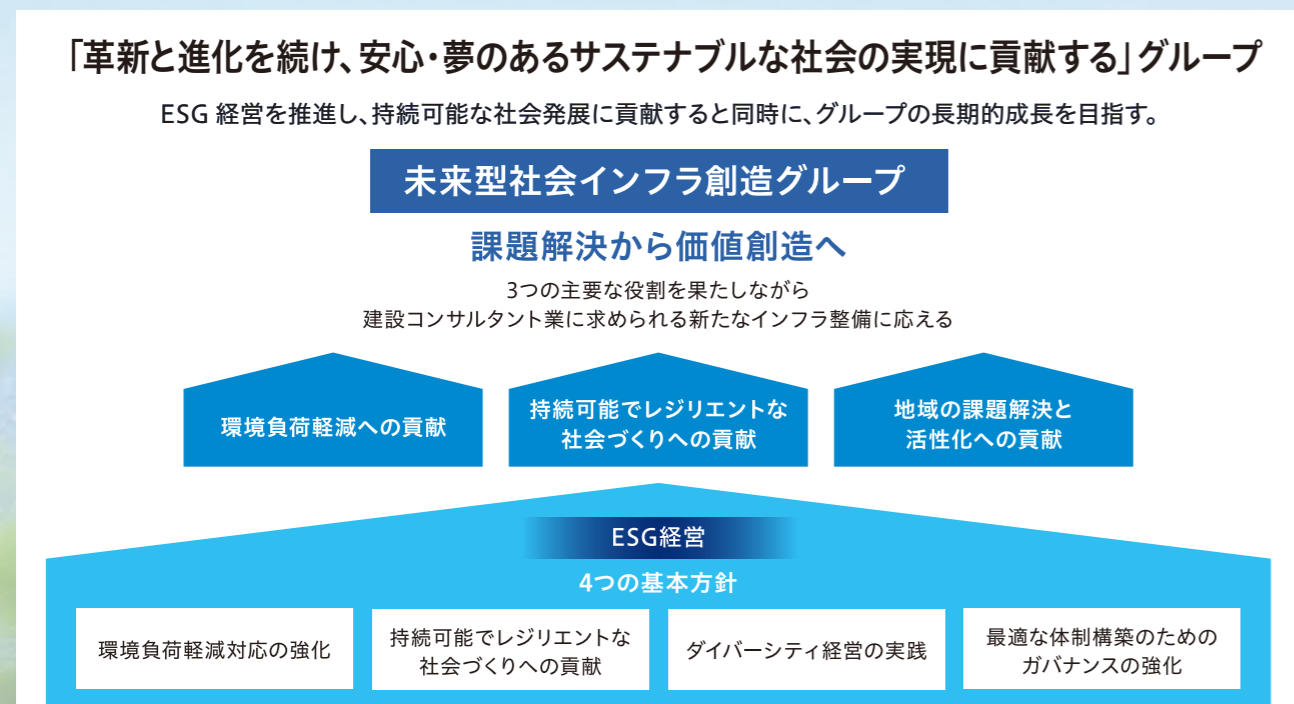 「革新と進化を続け、安心・夢のあるサステナブルな社会の実現に貢献する」グループ
ESG 経営を推進し、持続可能な社会発展に貢献すると同時に、グループの長期的成長を目指す。
未来型社会インフラ創造グループ
課題解決から価値創造へ
3つの主要な役割を果たしながら
建設コンサルタント業に求められる新たなインフラ整備に応える
環境負荷軽減への貢献
持続可能でレジリエントな
社会づくりへの貢献
地域の課題解決と
活性化への貢献
ESG経営
4つの基本方針
環境負荷軽減対応の強化
持続可能でレジリエントな
社会づくりへの貢献
ダイバーシティ経営の実践
最適な体制構築のための
ガバナンスの強化